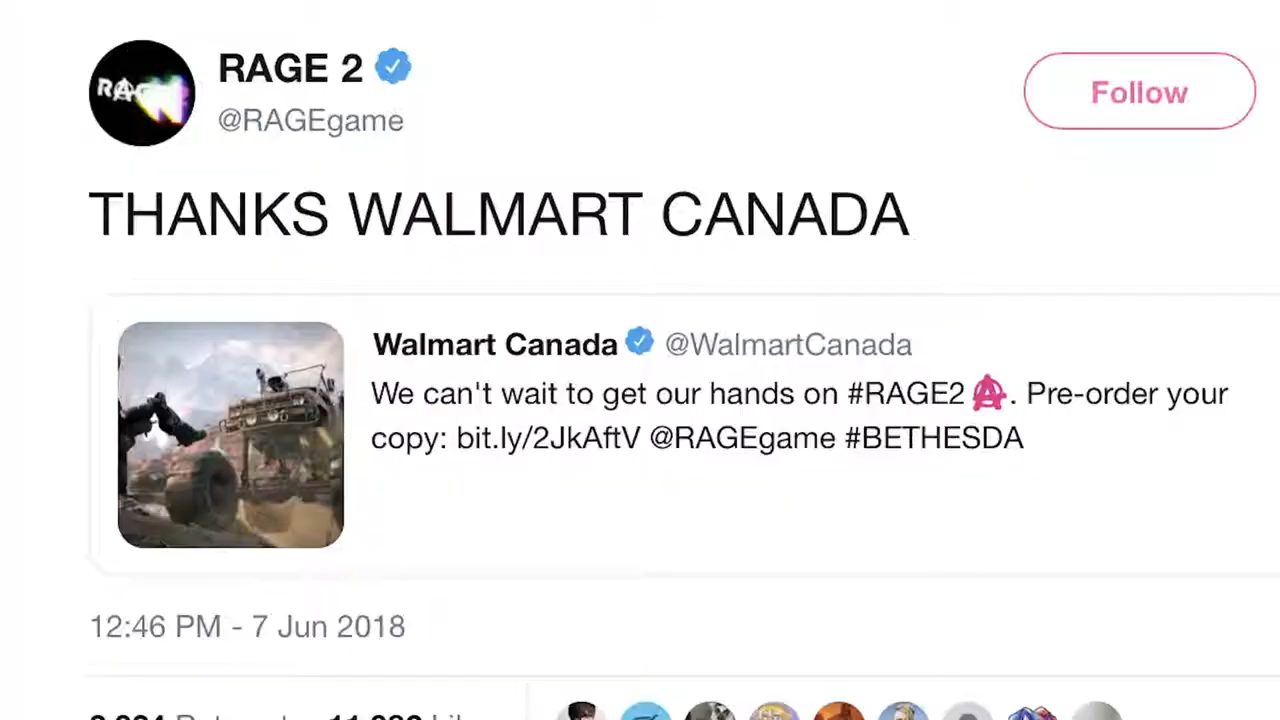 RAGE 2
@RAGEgame
Follow
THANKS WALMART CANADA
Walmart Canada @WalmartCanada
We can't wait to get our hands on #RAGE2 . Pre-order your
copy: bit.ly/2JkAftV @RAGEgame #BETHESDA
12:46 PM - 7 Jun 2018